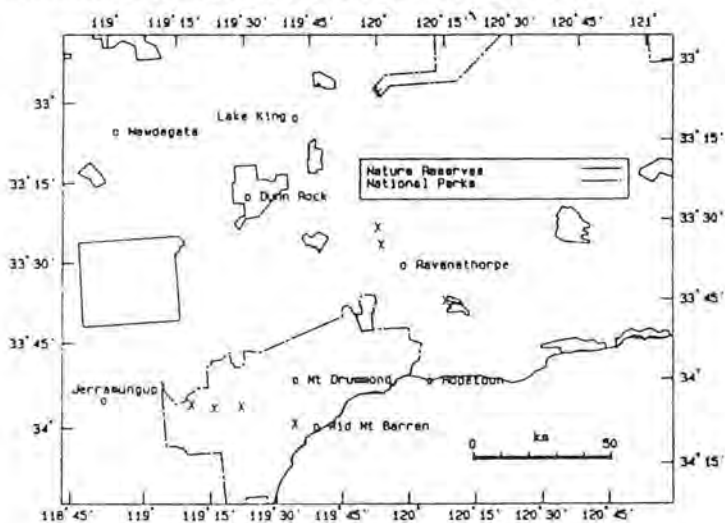 119° 119° 15' 119° 30' 119° 45' 120° 120° 15' 120° 30' 120° 45' 121°
33°
33°
Lake King
Newdegate
33° 15'
Nature Reserves
National Parks
33° 15'
Dunn Rock
X
33° 30'
X
33° 30'
Ravensthorpe
33° 45'
33° 45'
Mt Drummond
Hopetoun
34°
Jerramungup
X X X
34°
X
Mid Mt Barren
km
0 50
34° 15'
118° 45' 119° 119° 15' 119° 30' 119° 45' 120° 120° 15' 120° 30' 120° 45'